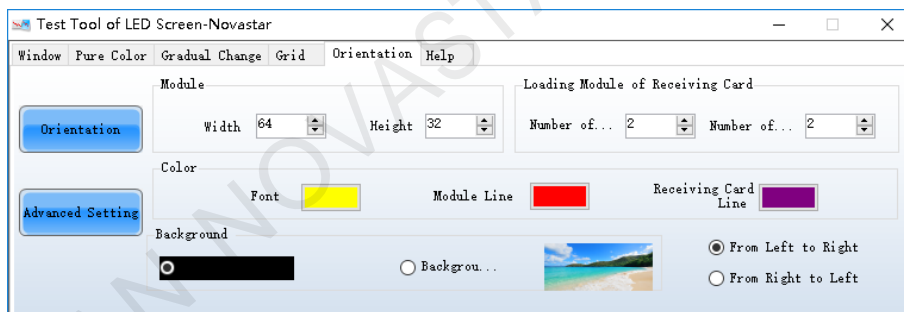 Test Tool of LED Screen-Novastar
Window Pure Color Gradual Change Grid Orientation Help
Module
Loading Module of Receiving Card
Orientation
Width 64 Height 32
Number of... 2 Number of... 2
Color
Font
Module Line
Receiving Card
Line
Advanced Setting
Background
Backgrou...
From Left to Right
From Right to Left
N NOVASTA